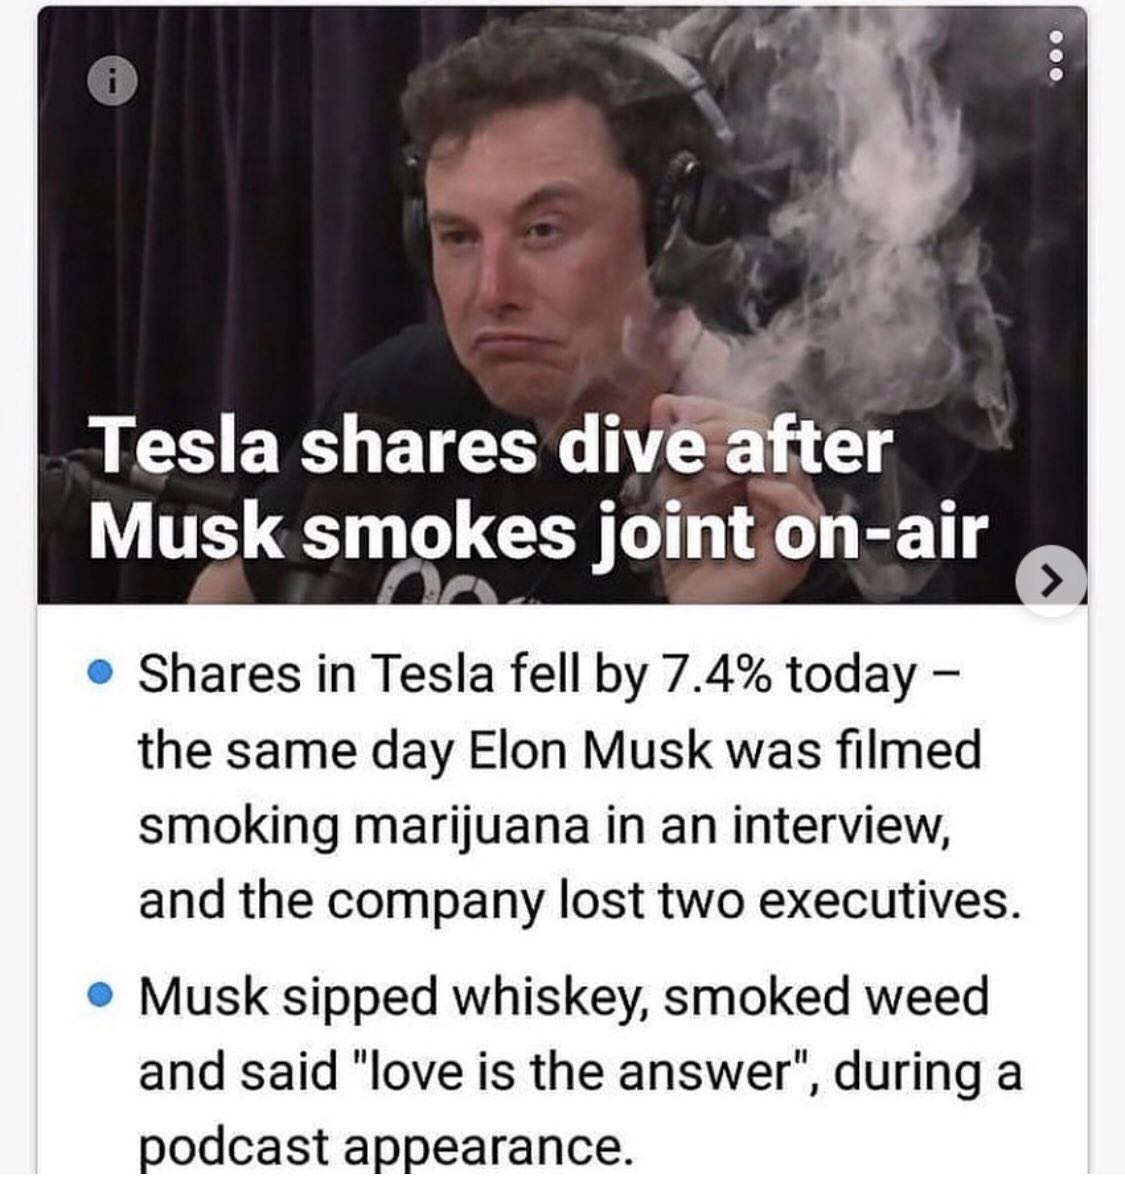 Tesla shares dive after
Musk smokes joint on-air
Shares in Tesla fell by 7.4% today –
the same day Elon Musk was filmed
smoking marijuana in an interview,
and the company lost two executives.
Musk sipped whiskey, smoked weed
and said "love is the answer", during a
podcast appearance.